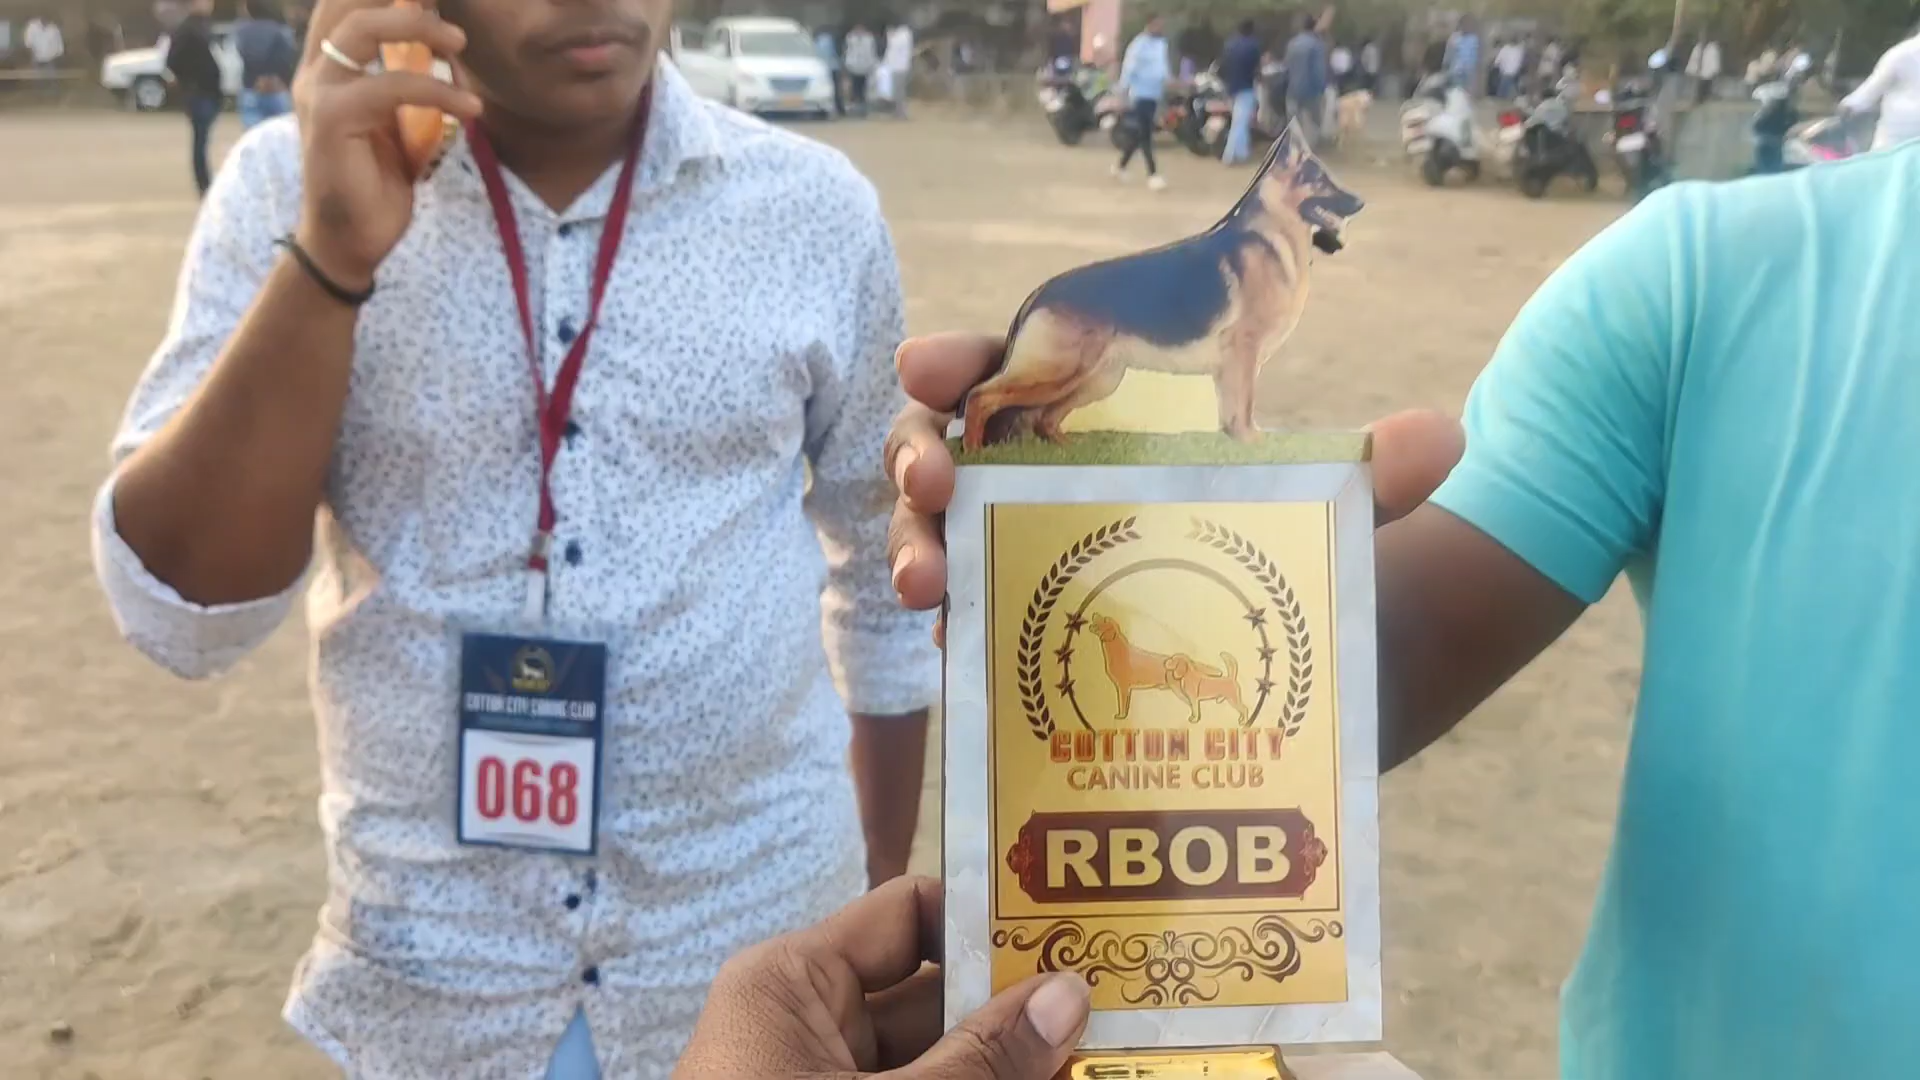 COTTON CITY CANINE CLUB
068
COTTON CITY
CANINE CLUB
RBOB